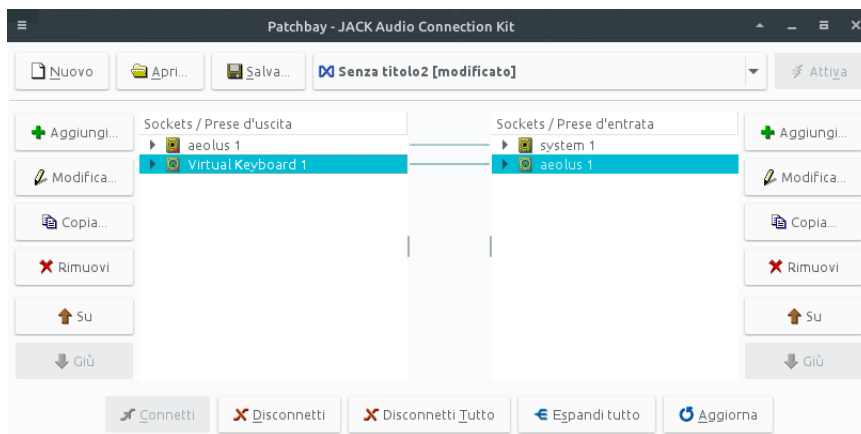 Patchbay - JACK Audio Connection Kit
Nuovo
Apri...
Salva...
Senza titolo2 [modificato]
Attiva
Aggiungi...
Modifica...
Copia...
Rimuovi
Su
Giù
Sockets / Prese d'uscita
aeolus 1
Virtual Keyboard 1
Sockets / Prese d'entrata
system 1
aeolus 1
Aggiungi...
Modifica...
Copia...
Rimuovi
Su
Giù
Connetti
Disconnetti
Disconnetti Tutto
Espandi tutto
Aggiorna